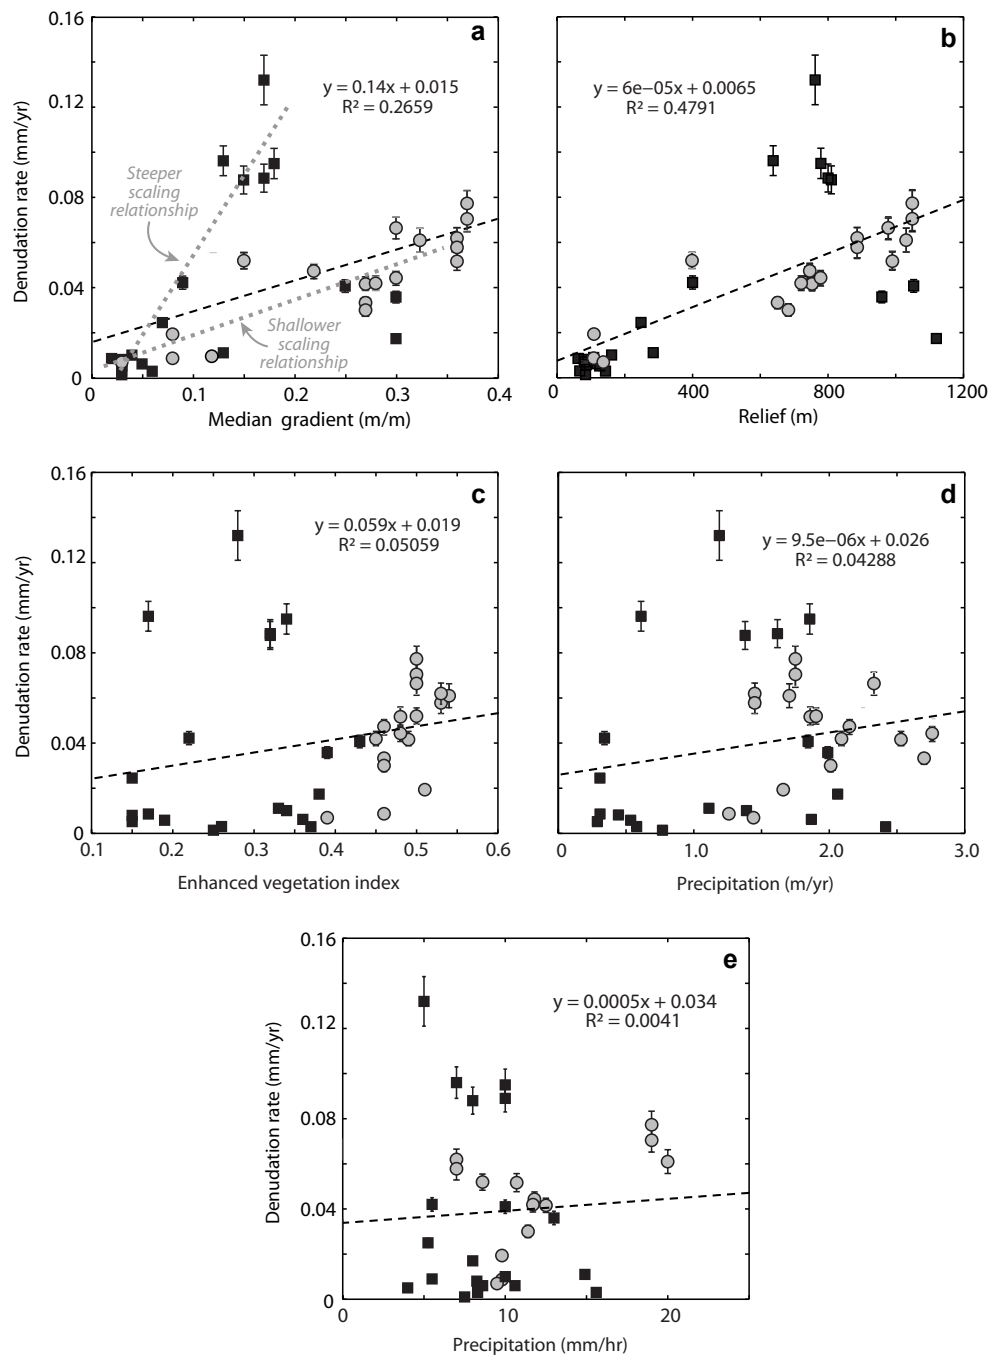 a
0.16
0.12
0.08
0.04
0
Denudation rate (mm/yr)
y = 0.14x + 0.015
R² = 0.2659
Steeper
scaling
relationship
Shallower
scaling
relationship
0
0.1
0.2
0.3
0.4
Median gradient (m/m)
b
y = 6e−05x + 0.0065
R² = 0.4791
0
400
800
1200
Relief (m)
c
0.16
0.12
0.08
0.04
0
Denudation rate (mm/yr)
y = 0.059x + 0.019
R² = 0.05059
0.1
0.2
0.3
0.4
0.5
0.6
Enhanced vegetation index
d
y = 9.5e−06x + 0.026
R² = 0.04288
0
1.0
2.0
3.0
Precipitation (m/yr)
e
0.16
0.12
0.08
0.04
0
Denudation rate (mm/yr)
y = 0.0005x + 0.034
R² = 0.0041
0
10
20
Precipitation (mm/hr)